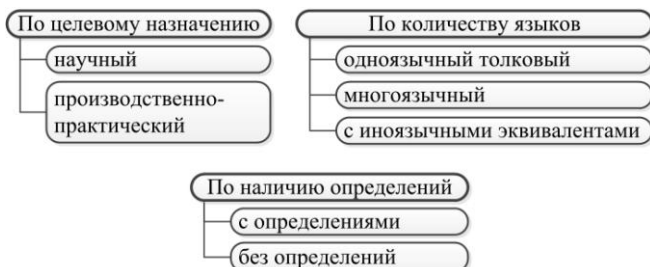 По целевому назначению
научный
производственно-
практический
По количеству языков
одноязычный толковый
многоязычный
с иноязычными эквивалентами
По наличию определений
с определениями
без определений